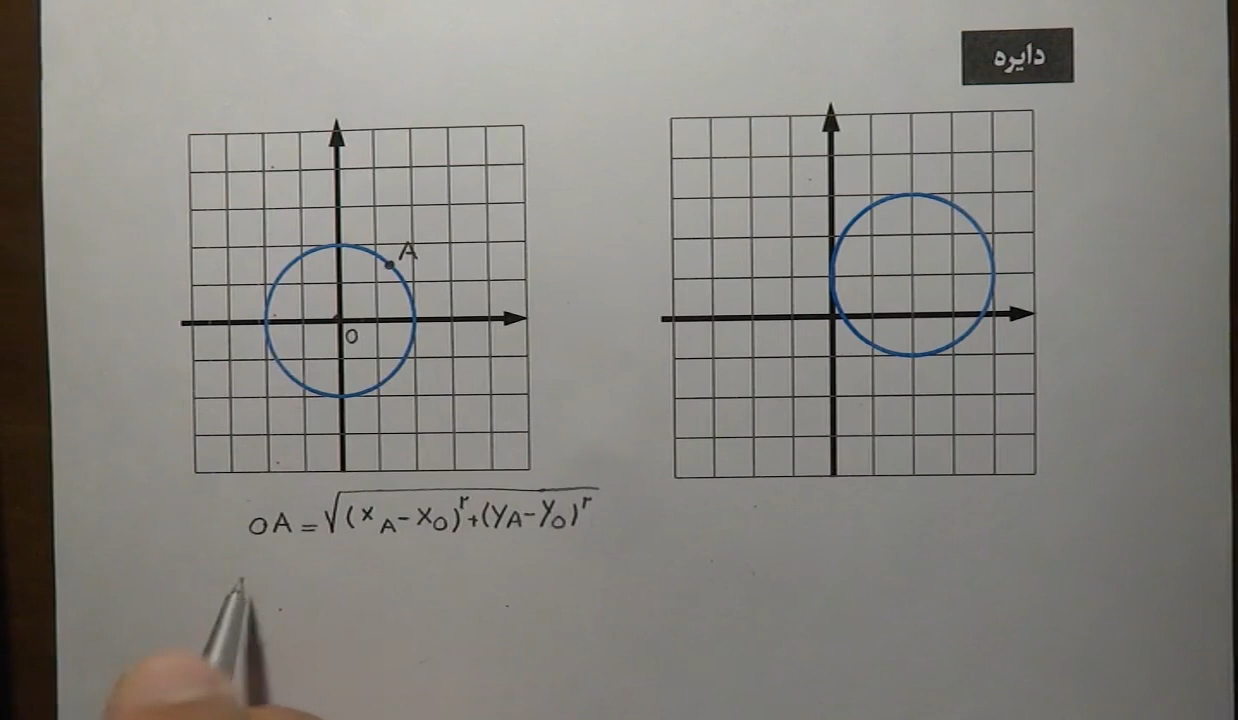 دایره
A
O
OA = √(x_A - x_O)^۲ + (y_A - y_O)^۲